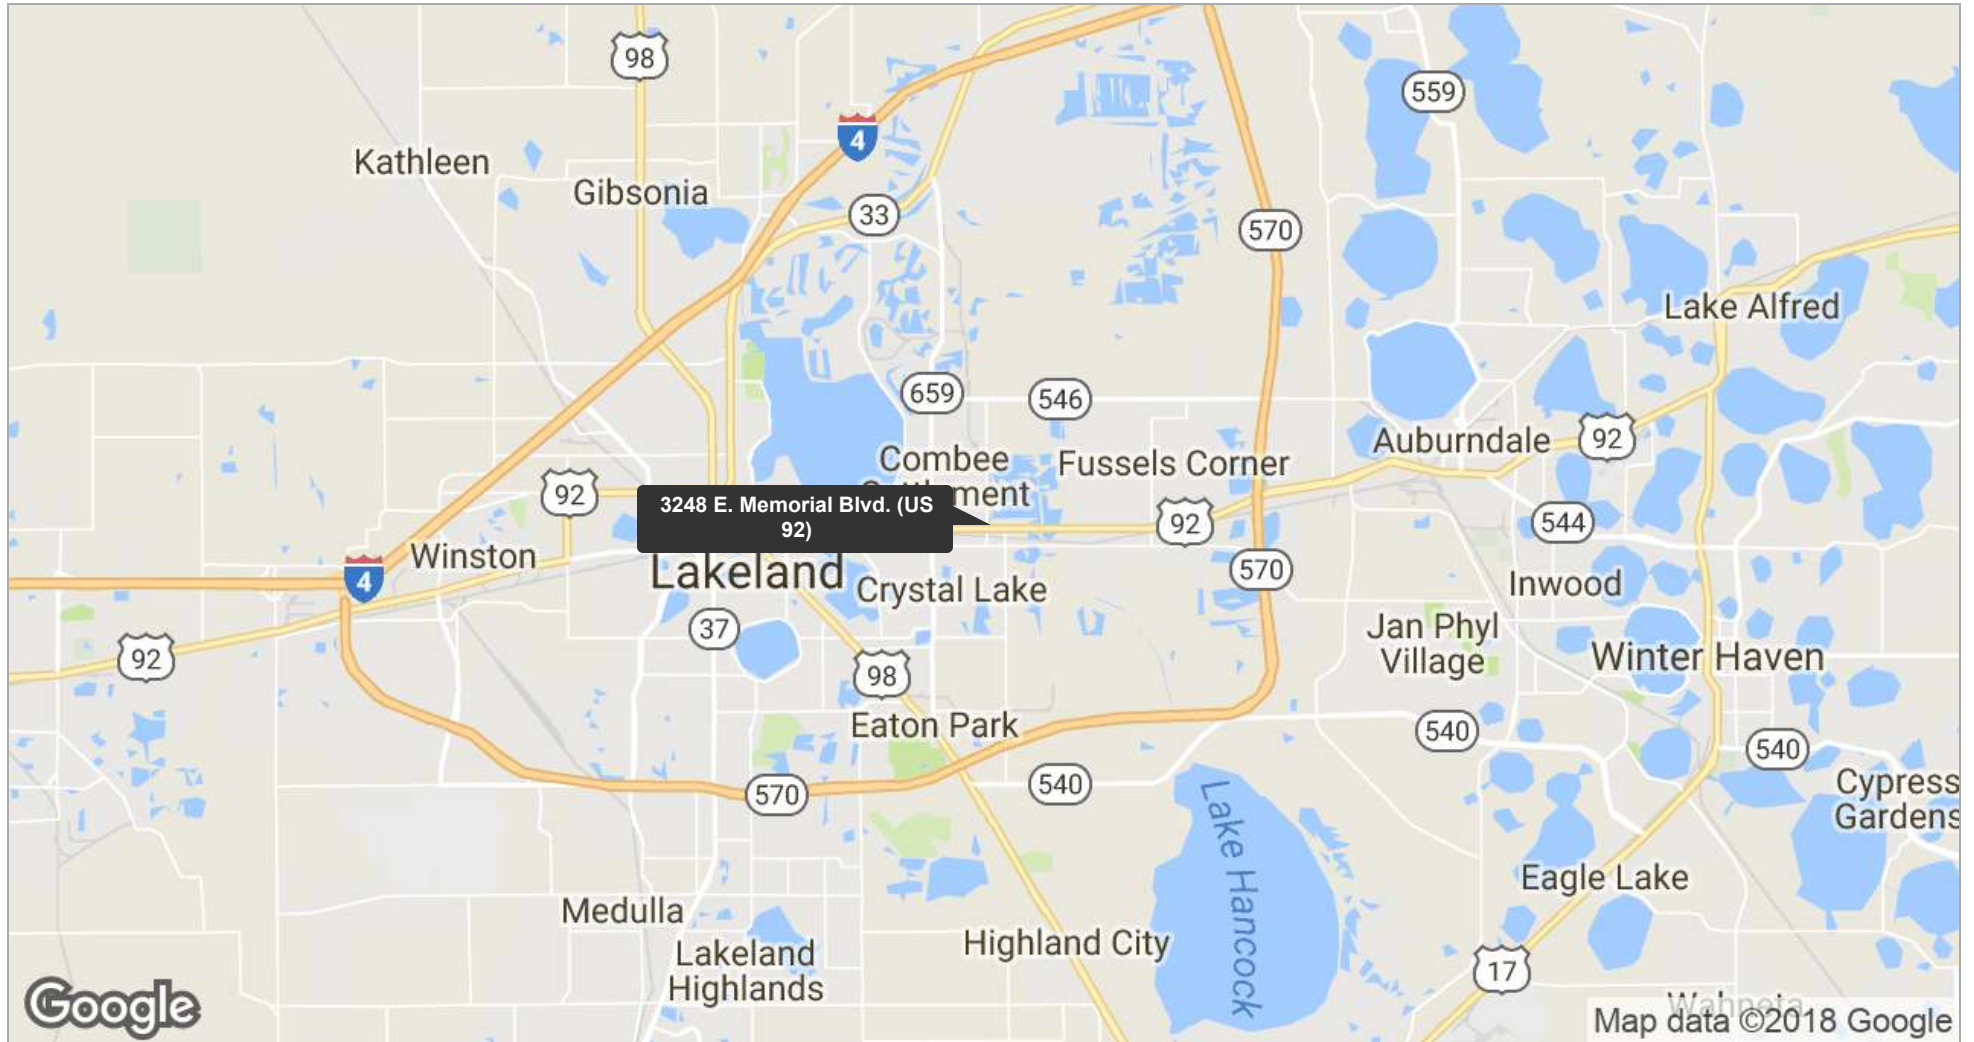 98
559
4
Kathleen
Gibsonia
33
570
Lake Alfred
659
546
Combee
Settlement
Fussels Corner
Auburndale
92
92
3248 E. Memorial Blvd. (US
92)
92
544
Winston
4
Lakeland
Crystal Lake
570
Inwood
37
Jan Phyl
Village
Winter Haven
92
98
Eaton Park
540
540
570
540
Cypress
Gardens
Lake Hancock
Eagle Lake
Medulla
Highland City
Lakeland
Highlands
17
Google
Wahneta
Map data ©2018 Google